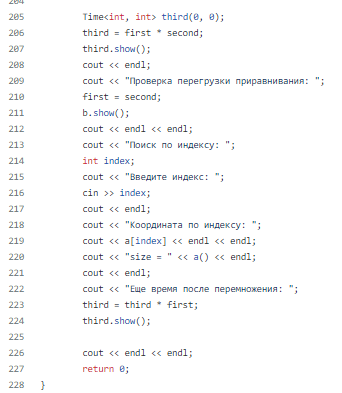 204
205 Time<int, int> third(0, 0);
206 third = first * second;
207 third.show();
208 cout << endl;
209 cout << "Проверка перегрузки приравнивания: ";
210 first = second;
211 b.show();
212 cout << endl << endl;
213 cout << "Поиск по индексу: ";
214 int index;
215 cout << "Введите индекс: ";
216 cin >> index;
217 cout << endl;
218 cout << "Координата по индексу: ";
219 cout << a[index] << endl << endl;
220 cout << "size = " << a() << endl;
221 cout << endl;
222 cout << "Еще время после перемножения: ";
223 third = third * first;
224 third.show();
225
226 cout << endl << endl;
227 return 0;
228 }